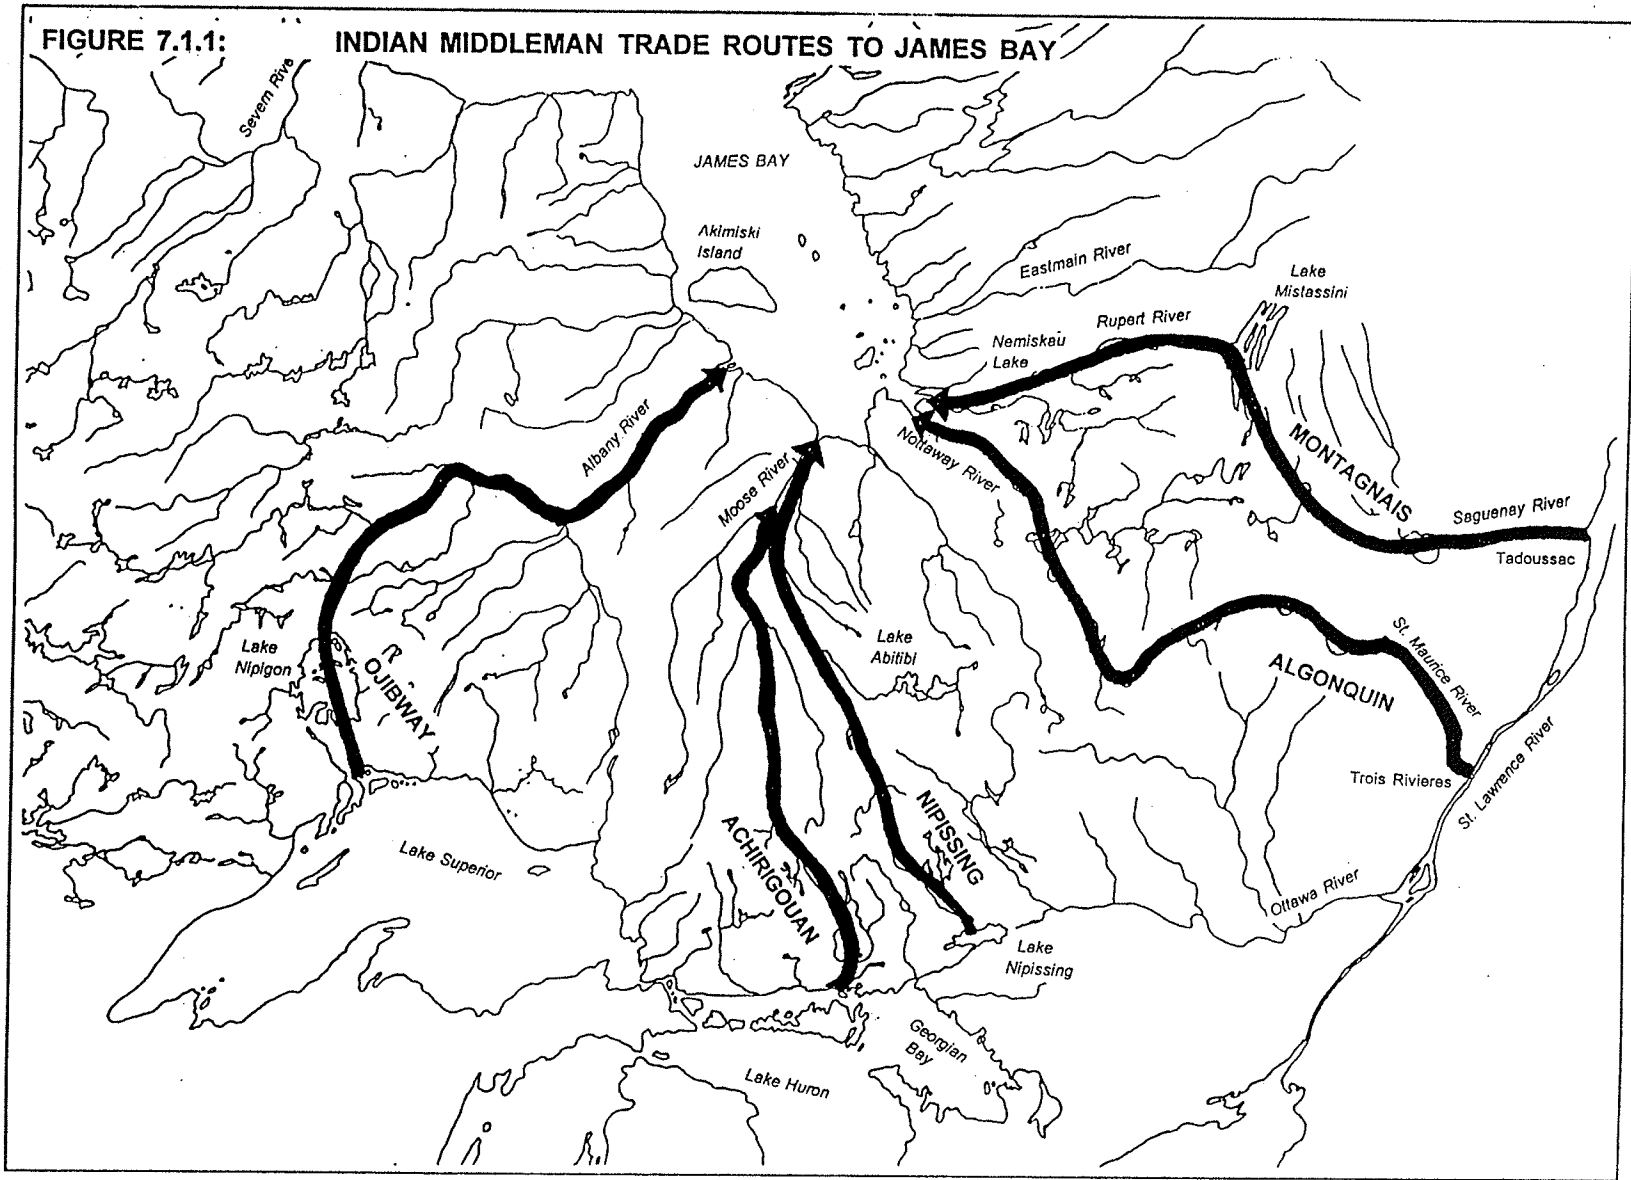 FIGURE 7.1.1: INDIAN MIDDLEMAN TRADE ROUTES TO JAMES BAY
Severn Rive
JAMES BAY
Akimiski
Island
Eastmain River
Lake
Mistassini
Rupert River
Nemiskau
Lake
Albany River
Moose River
Nottaway River
MONTAGNAIS
Saguenay River
Tadoussac
Lake
Nipigon
OJIBWAY
Lake
Abitibi
St. Maurice River
ALGONQUIN
Trois Rivieres
St. Lawrence River
NIPISSING
ACHIRIGOUAN
Lake Superior
Ottawa River
Lake
Nipissing
Georgian
Bay
Lake Huron